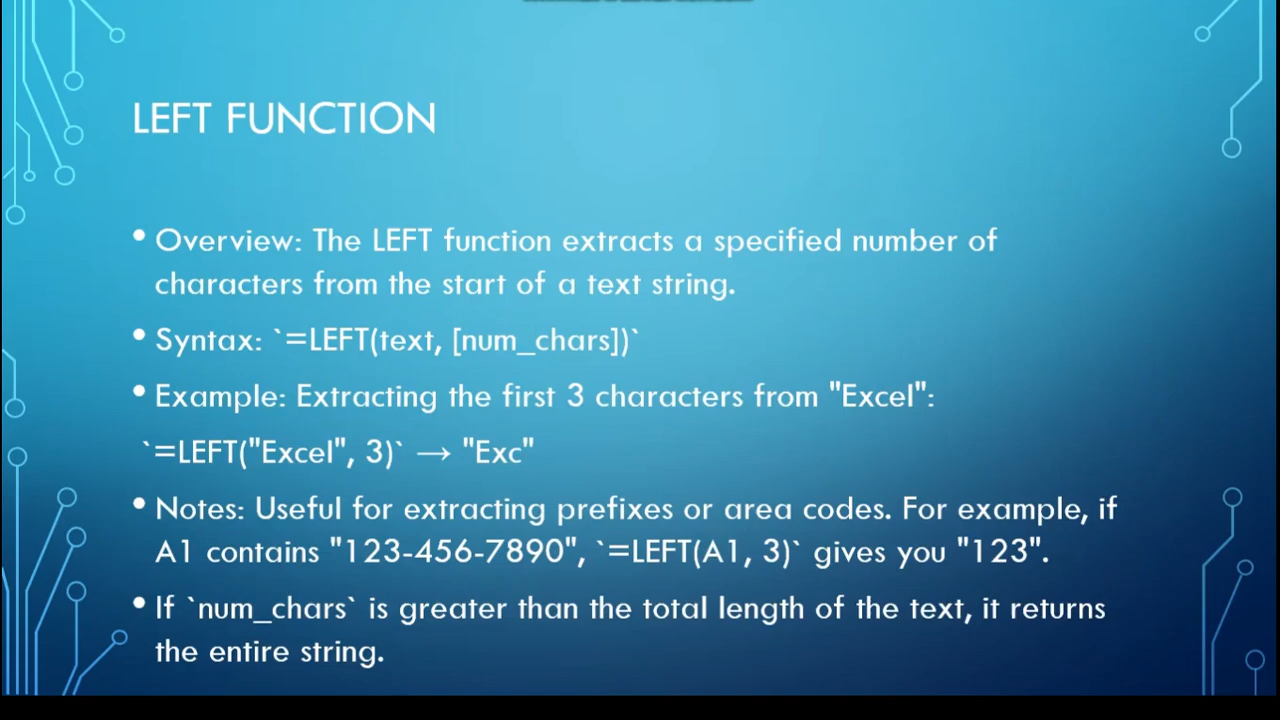 LEFT FUNCTION
• Overview: The LEFT function extracts a specified number of
characters from the start of a text string.
• Syntax: `=LEFT(text, [num_chars])`
• Example: Extracting the first 3 characters from "Excel":
`=LEFT("Excel", 3)` → "Exc"
• Notes: Useful for extracting prefixes or area codes. For example, if
A1 contains "123-456-7890", `=LEFT(A1, 3)` gives you "123".
• If `num_chars` is greater than the total length of the text, it returns
the entire string.